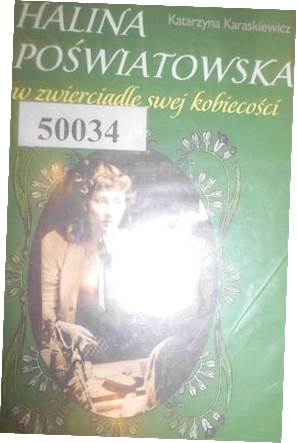 Katarzyna Karaskiewicz
HALINA
POŚWIATOWSKA
w zwierciadle swej kobiecości
50034